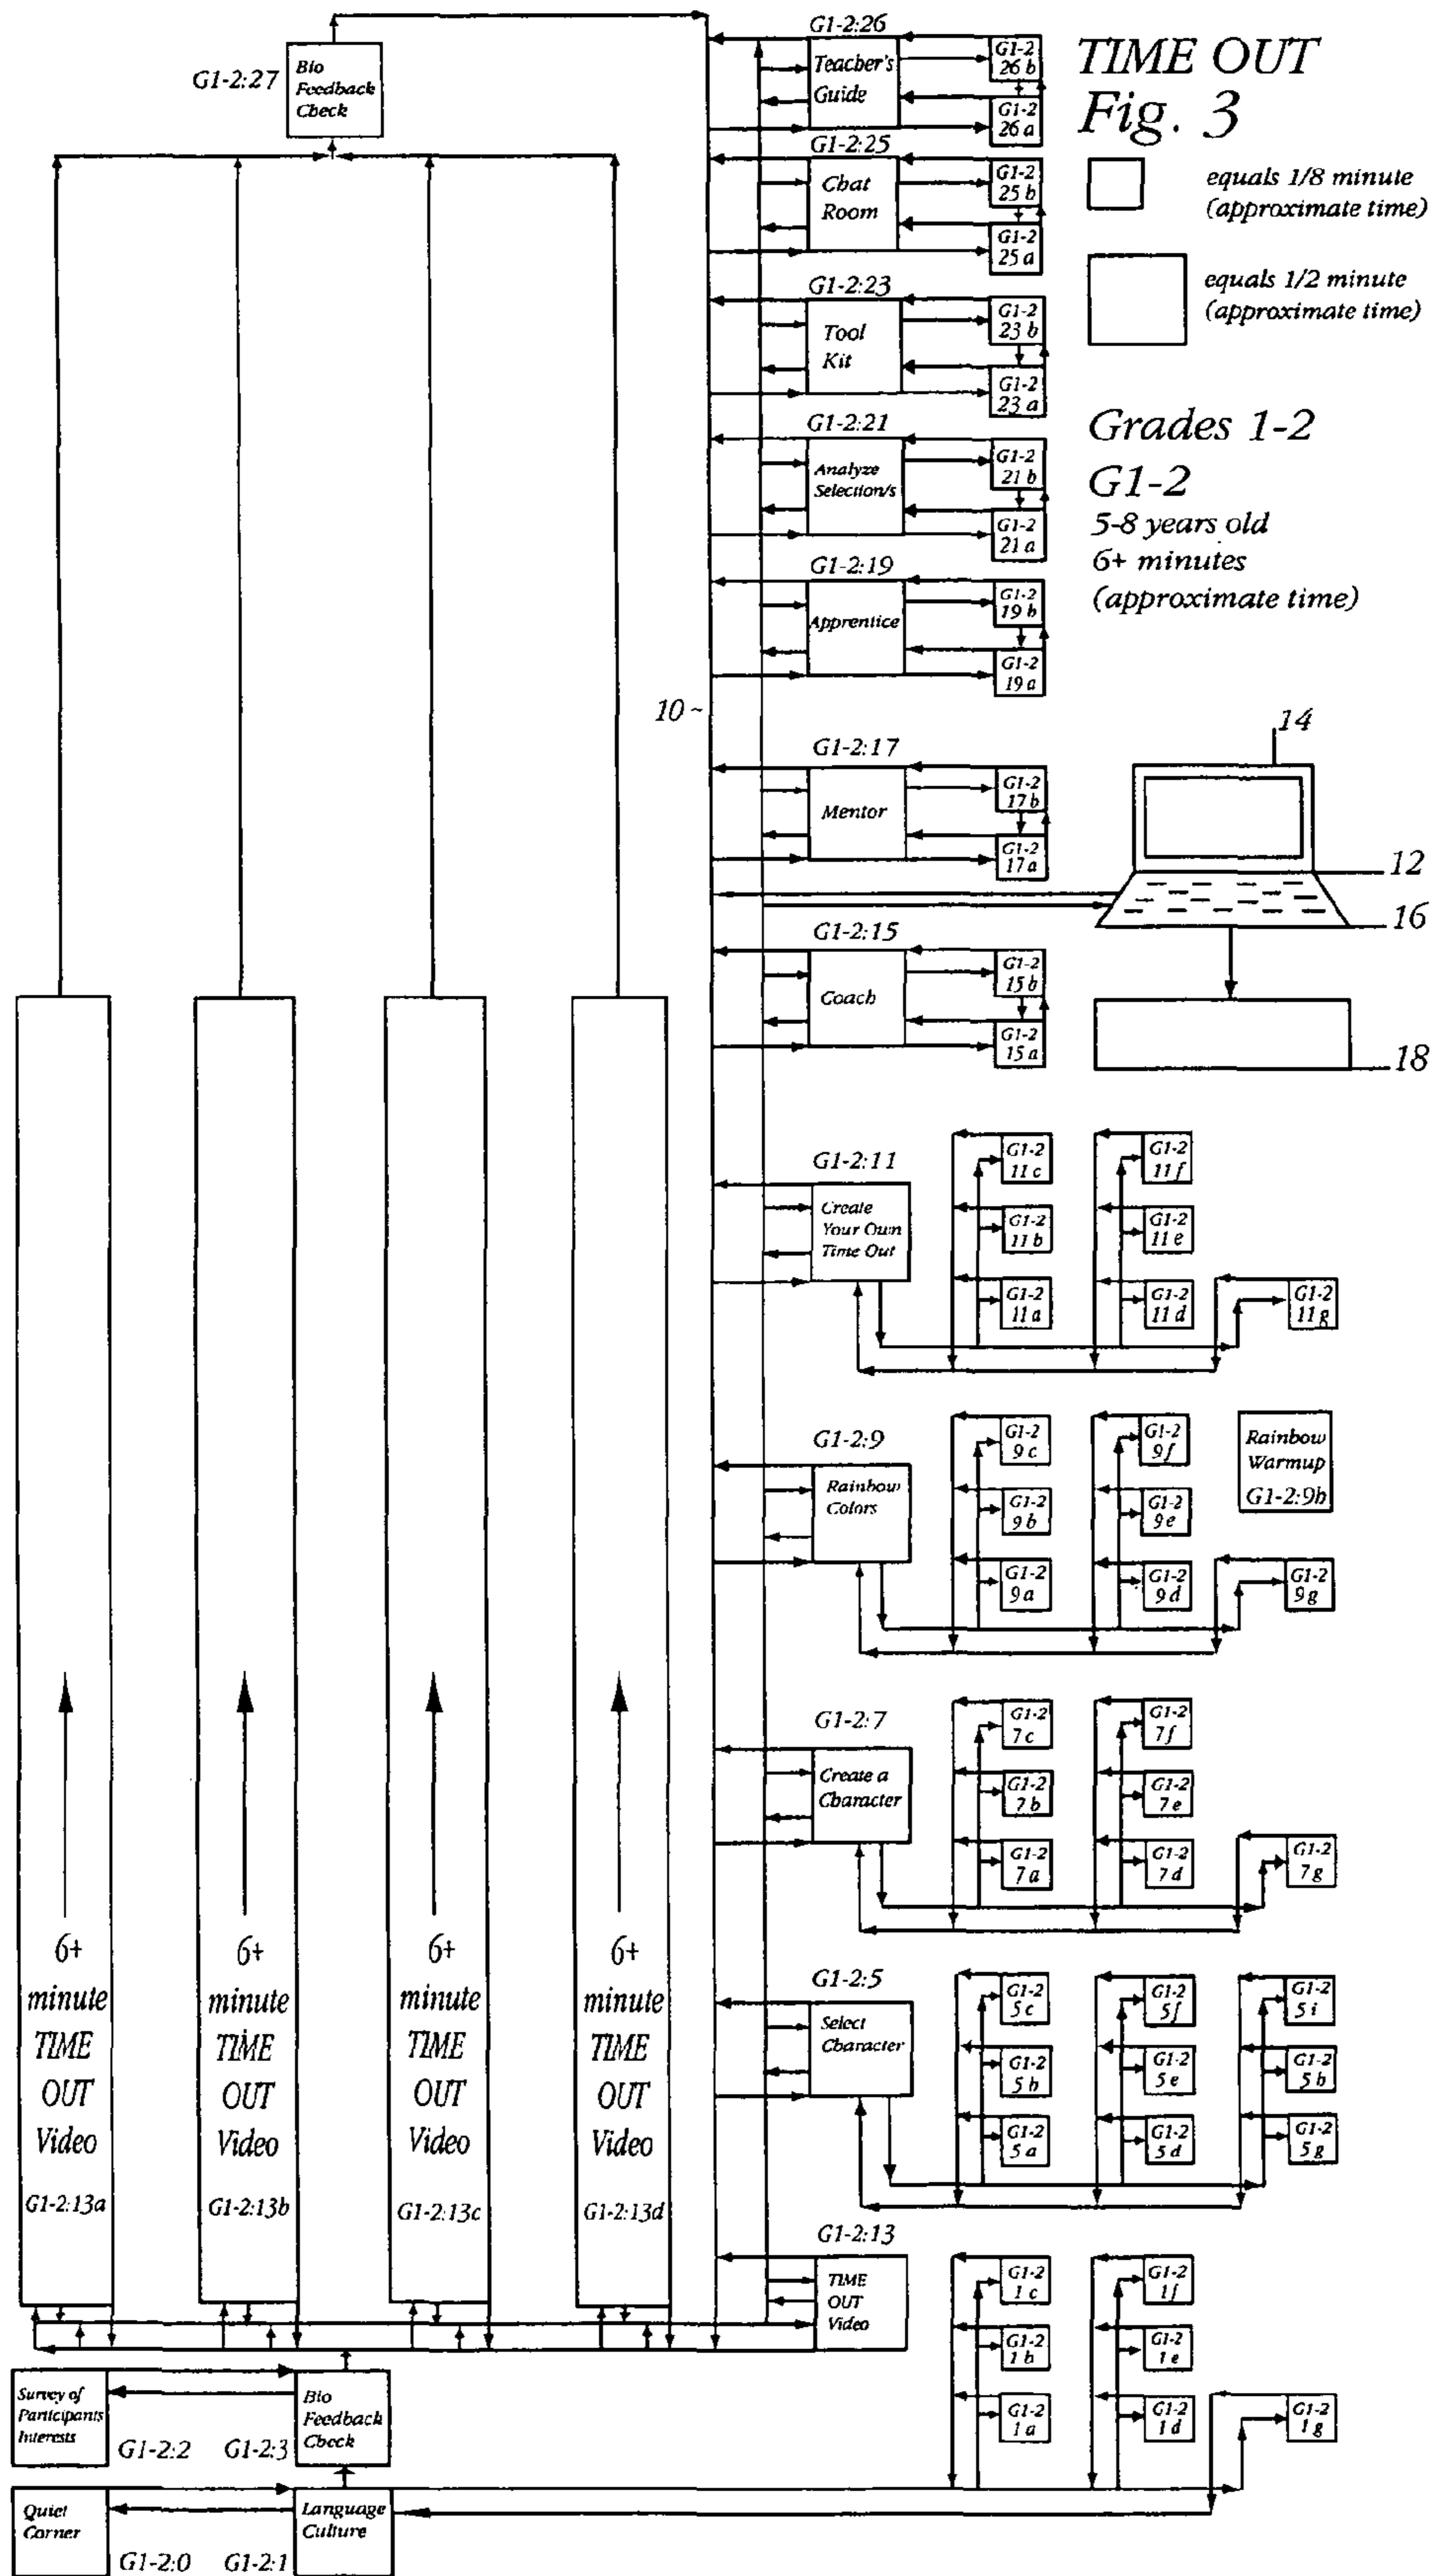 TIME OUT
Fig. 3
equals 1/8 minute
(approximate time)
equals 1/2 minute
(approximate time)
Grades 1-2
G1-2
5-8 years old
6+ minutes
(approximate time)
G1-2:27
Bio
Feedback
Check
G1-2:26
Teacher's
Guide
G1-2
26 b
G1-2
26 a
G1-2:25
Chat
Room
G1-2
25 b
G1-2
25 a
G1-2:23
Tool
Kit
G1-2
23 b
G1-2
23 a
G1-2:21
Analyze
Selection/s
G1-2
21 b
G1-2
21 a
G1-2:19
Apprentice
G1-2
19 b
G1-2
19 a
10 ~
G1-2:17
Mentor
G1-2
17 b
G1-2
17 a
14
12
16
18
G1-2:15
Coach
G1-2
15 b
G1-2
15 a
G1-2:11
Create
Your Own
Time Out
G1-2
11 c
G1-2
11 f
G1-2
11 b
G1-2
11 e
G1-2
11 a
G1-2
11 d
G1-2
11 g
G1-2:9
Rainbow
Colors
G1-2
9 c
G1-2
9 f
G1-2
9 b
G1-2
9 e
G1-2
9 a
G1-2
9 d
G1-2
9 g
Rainbow
Warmup
G1-2:9h
G1-2:7
Create a
Character
G1-2
7 c
G1-2
7 f
G1-2
7 b
G1-2
7 e
G1-2
7 a
G1-2
7 d
G1-2
7 g
G1-2:5
Select
Character
G1-2
5 c
G1-2
5 f
G1-2
5 i
G1-2
5 b
G1-2
5 e
G1-2
5 h
G1-2
5 a
G1-2
5 d
G1-2
5 g
6+
minute
TIME
OUT
Video
G1-2:13a
6+
minute
TIME
OUT
Video
G1-2:13b
6+
minute
TIME
OUT
Video
G1-2:13c
6+
minute
TIME
OUT
Video
G1-2:13d
G1-2:13
TIME
OUT
Video
G1-2
1 c
G1-2
1 f
G1-2
1 b
G1-2
1 e
G1-2
1 a
G1-2
1 d
G1-2
1 g
Survey of
Participants
Interests
G1-2:2
G1-2:3
Bio
Feedback
Check
Quiet
Corner
G1-2:0
G1-2:1
Language
Culture